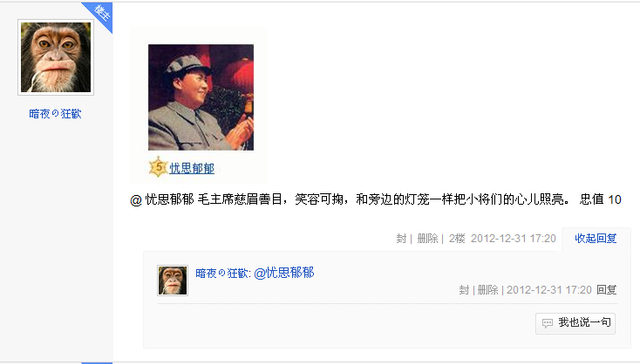 楼主
暗夜の狂歡
5 忧思郁郁
@ 忧思郁郁 毛主席慈眉善目，笑容可掬，和旁边的灯笼一样把小将们的心儿照亮。 忠值 10
封 | 删除 | 2楼 2012-12-31 17:20 收起回复
暗夜の狂歡: @忧思郁郁
封 | 删除 | 2012-12-31 17:20 回复
我也说一句